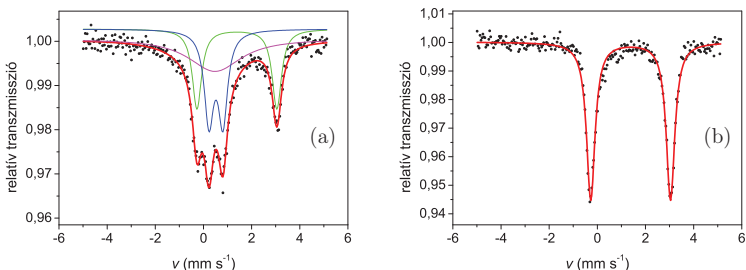 relatív transzmisszió
1,00
0,99
0,98
0,97
0,96
-6 -4 -2 0 2 4 6
v (mm s⁻¹)
(a)
relatív transzmisszió
1,01
1,00
0,99
0,98
0,97
0,96
0,95
0,94
-6 -4 -2 0 2 4 6
v (mm s⁻¹)
(b)